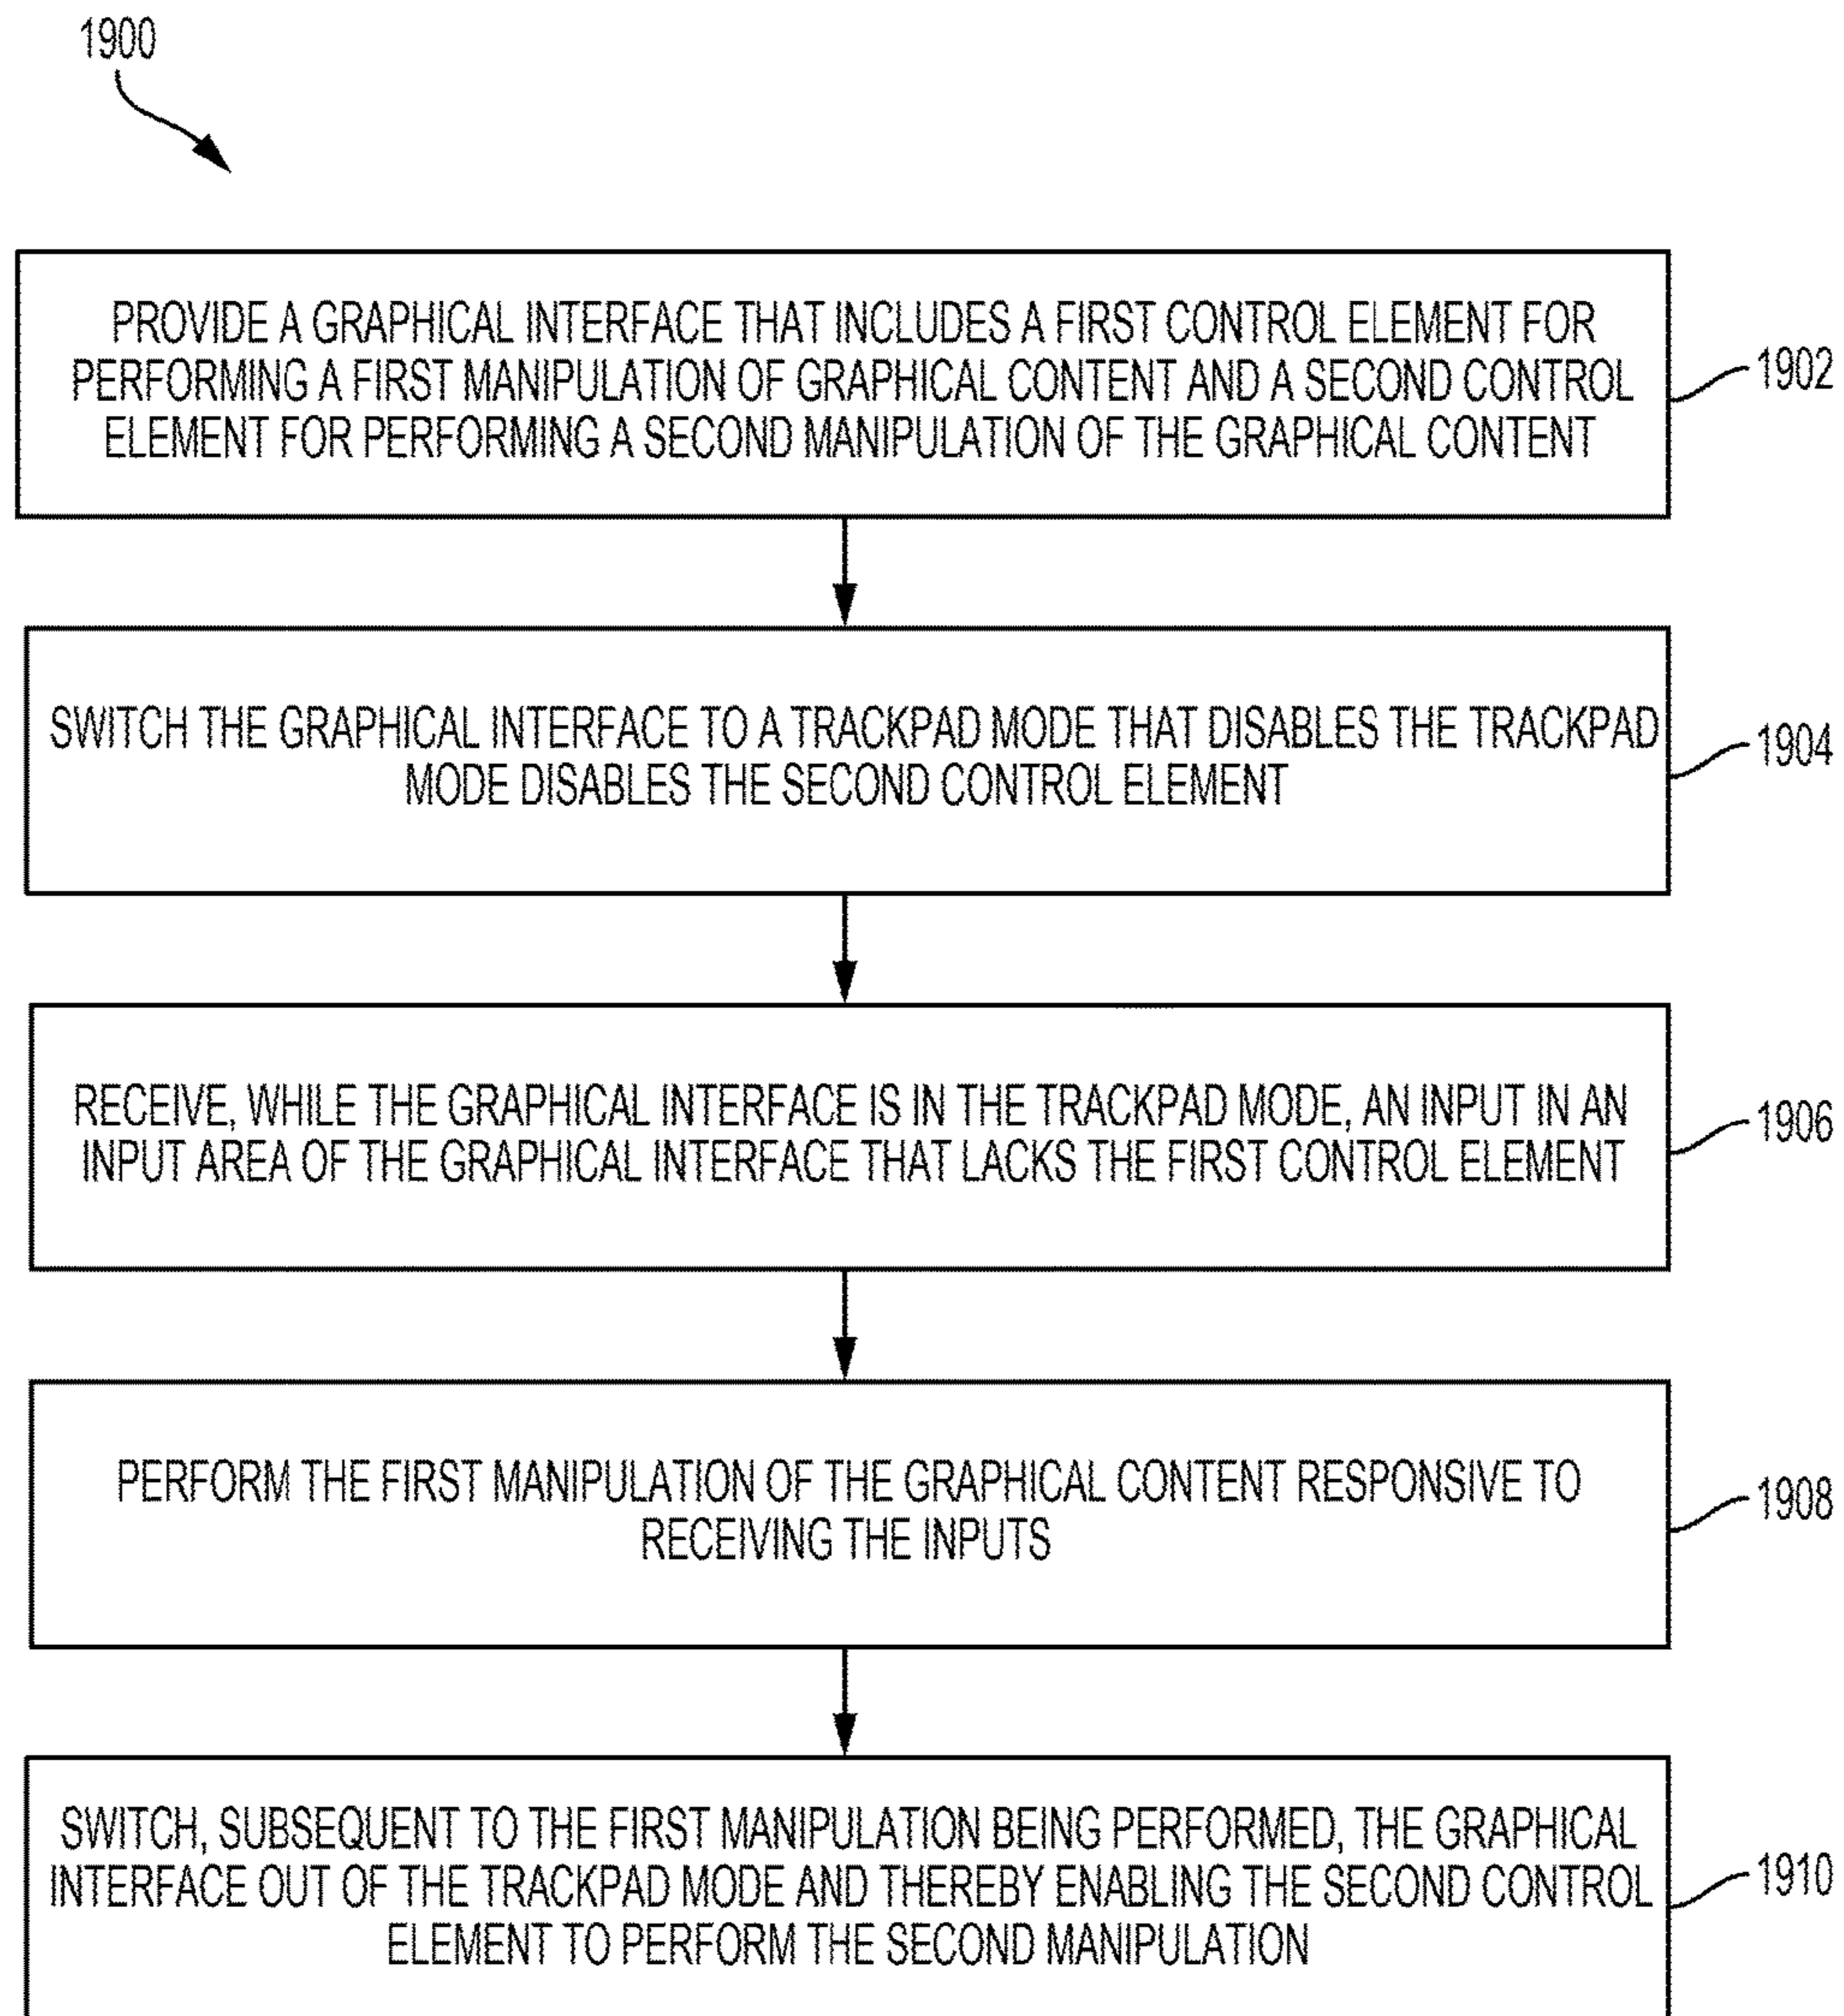 1900
PROVIDE A GRAPHICAL INTERFACE THAT INCLUDES A FIRST CONTROL ELEMENT FOR
PERFORMING A FIRST MANIPULATION OF GRAPHICAL CONTENT AND A SECOND CONTROL
ELEMENT FOR PERFORMING A SECOND MANIPULATION OF THE GRAPHICAL CONTENT
1902
SWITCH THE GRAPHICAL INTERFACE TO A TRACKPAD MODE THAT DISABLES THE TRACKPAD
MODE DISABLES THE SECOND CONTROL ELEMENT
1904
RECEIVE, WHILE THE GRAPHICAL INTERFACE IS IN THE TRACKPAD MODE, AN INPUT IN AN
INPUT AREA OF THE GRAPHICAL INTERFACE THAT LACKS THE FIRST CONTROL ELEMENT
1906
PERFORM THE FIRST MANIPULATION OF THE GRAPHICAL CONTENT RESPONSIVE TO
RECEIVING THE INPUTS
1908
SWITCH, SUBSEQUENT TO THE FIRST MANIPULATION BEING PERFORMED, THE GRAPHICAL
INTERFACE OUT OF THE TRACKPAD MODE AND THEREBY ENABLING THE SECOND CONTROL
ELEMENT TO PERFORM THE SECOND MANIPULATION
1910